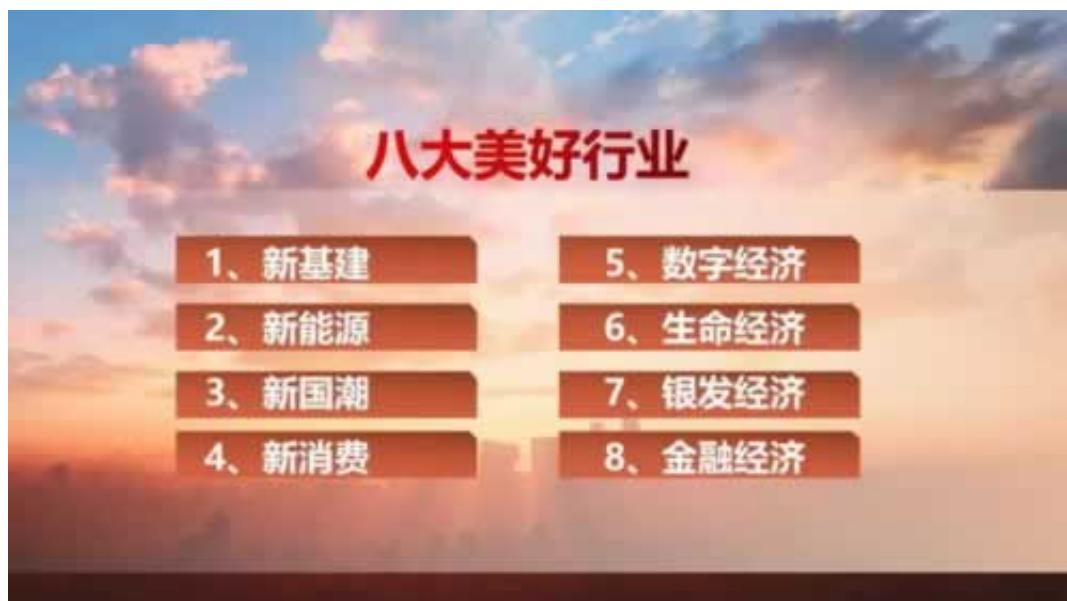 八大美好行业
1、新基建
2、新能源
3、新国潮
4、新消费
5、数字经济
6、生命经济
7、银发经济
8、金融经济